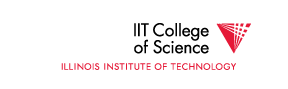 IIT College
of Science
ILLINOIS INSTITUTE OF TECHNOLOGY